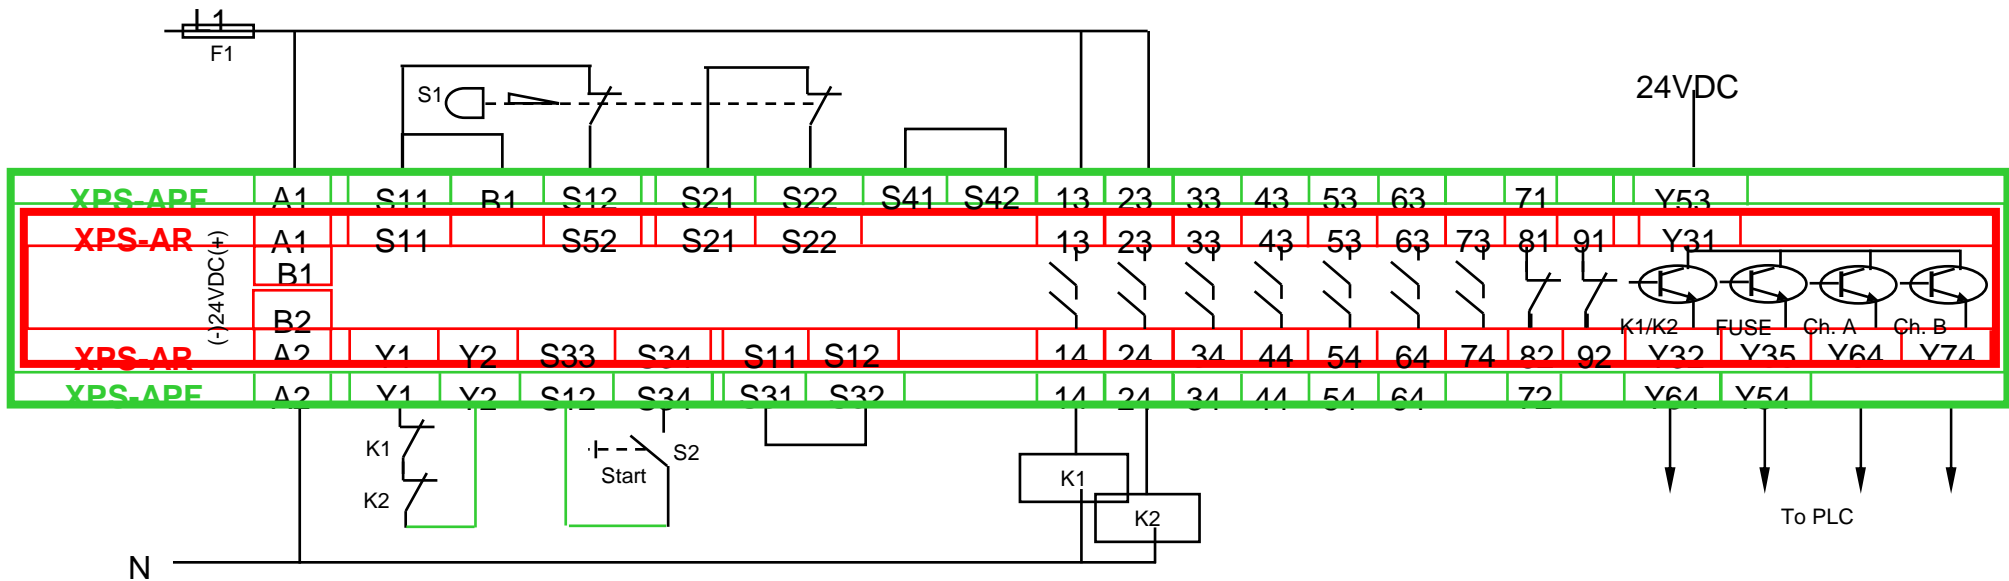 L1
F1
24VDC
S1
XPS-APE A1 S11 B1 S12 S21 S22 S41 S42 13 23 33 43 53 63 71 Y53
XPS-AR A1 S11 S52 S21 S22 13 23 33 43 53 63 73 81 91 Y31
(-)24VDC(+)
B1
B2
K1/K2 FUSE Ch. A Ch. B
XPS-AR A2 Y1 Y2 S33 S34 S11 S12 14 24 34 44 54 64 74 82 92 Y32 Y35 Y64 Y74
XPS-APE A2 Y1 Y2 S12 S34 S31 S32 14 24 34 44 54 64 72 Y64 Y54
K1
S2
Start
K1
K2
K2
To PLC
N